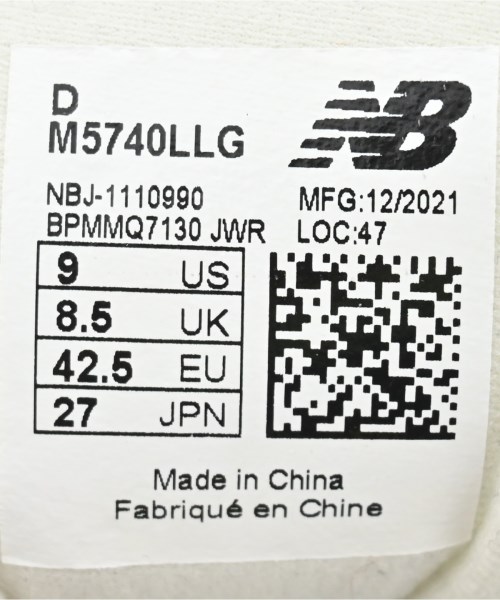 D
M5740LLG
NB
NBJ-1110990
MFG:12/2021
BPMMQ7130 JWR
LOC:47
9 US
8.5 UK
42.5 EU
27 JPN
Made in China
Fabriqué en Chine